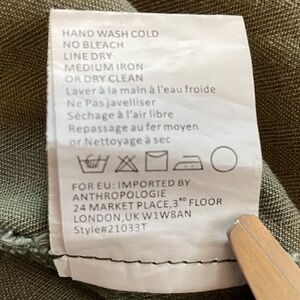 HAND WASH COLD
NO BLEACH
LINE DRY
MEDIUM IRON
OR DRY CLEAN
Laver à la main à l'eau froide
Ne Pas javelliser
Séchage à l'air libre
Repassage au fer moyen
or Nettoyage à sec
FOR EU: IMPORTED BY
ANTHROPOLOGIE
24 MARKET PLACE, 3RD FLOOR
LONDON, UK W1W8AN
Style#21033T